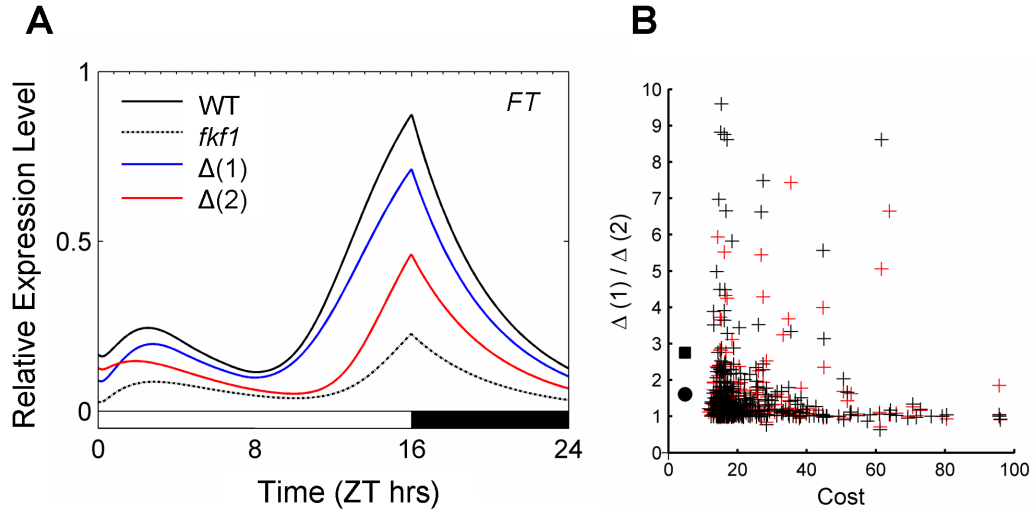 A
Relative Expression Level
1
0.5
0
WT
fkf1
Δ(1)
Δ(2)
FT
0 8 16 24
Time (ZT hrs)
B
Δ (1) / Δ (2)
10
9
8
7
6
5
4
3
2
1
0
0 20 40 60 80 100
Cost